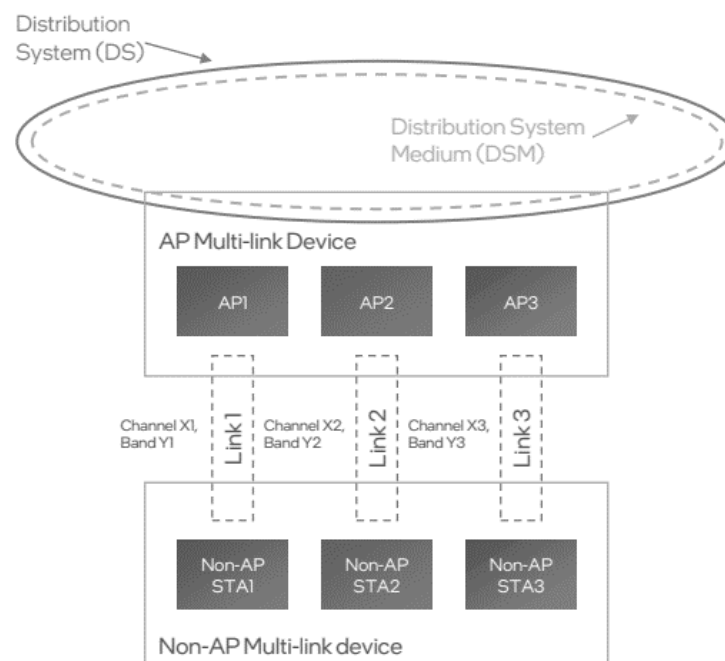 Distribution
System (DS)
Distribution System
Medium (DSM)
AP Multi-link Device
AP1
AP2
AP3
Channel X1,
Band Y1
Link 1
Channel X2,
Band Y2
Link 2
Channel X3,
Band Y3
Link 3
Non-AP
STA1
Non-AP
STA2
Non-AP
STA3
Non-AP Multi-link device